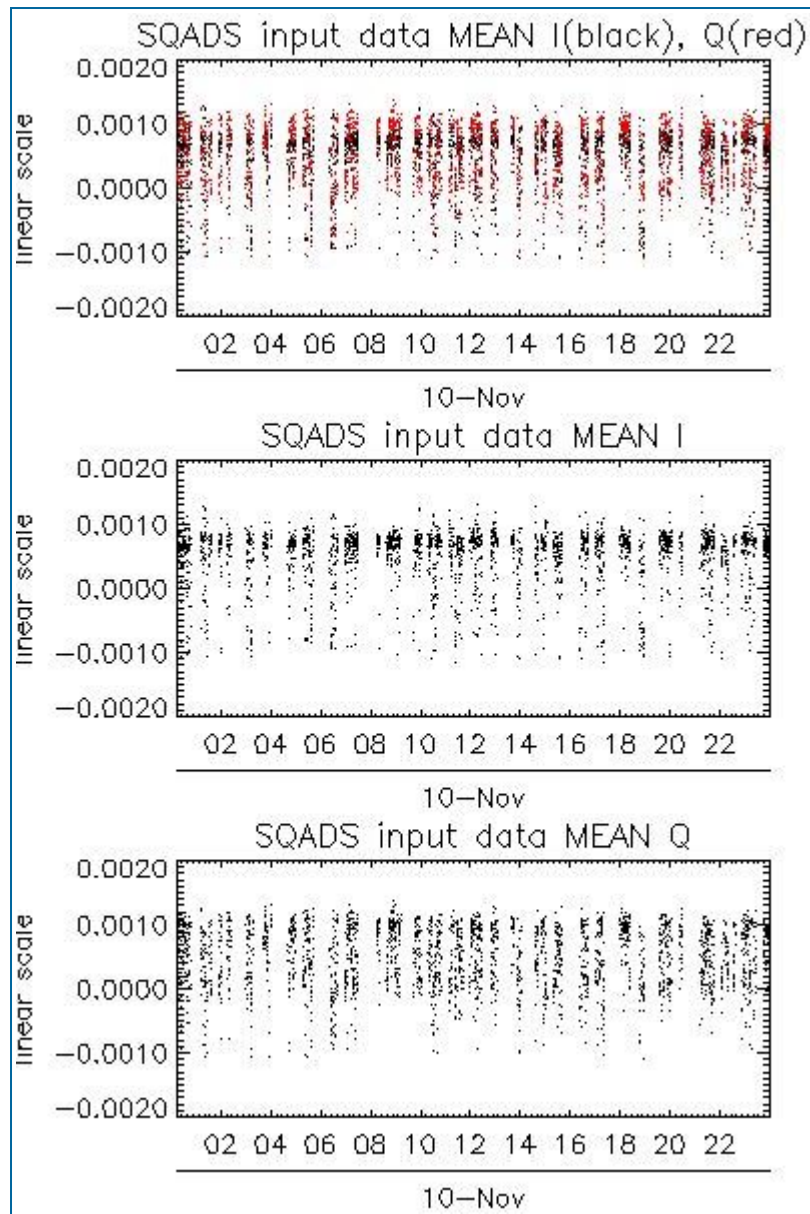 SQADS input data MEAN I(black), Q(red)
linear scale
0.0020
0.0010
0.0000
−0.0010
−0.0020
02 04 06 08 10 12 14 16 18 20 22
10−Nov
SQADS input data MEAN I
linear scale
0.0020
0.0010
0.0000
−0.0010
−0.0020
02 04 06 08 10 12 14 16 18 20 22
10−Nov
SQADS input data MEAN Q
linear scale
0.0020
0.0010
0.0000
−0.0010
−0.0020
02 04 06 08 10 12 14 16 18 20 22
10−Nov